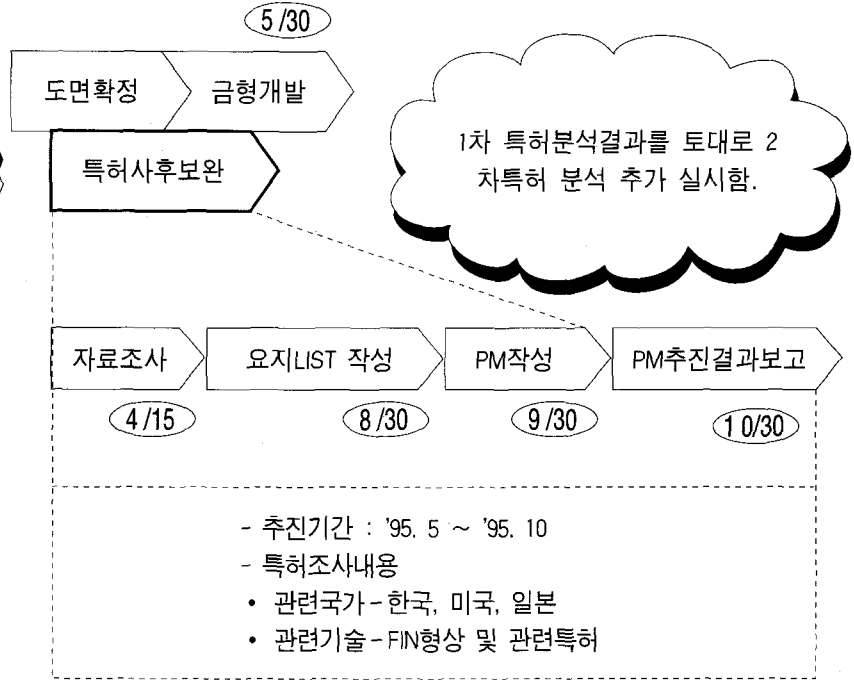 5/30
도면확정
금형개발
특허사후보완
1차 특허분석결과를 토대로 2
차특허 분석 추가 실시함.
자료조사
요지LIST 작성
PM작성
PM추진결과보고
4/15
8/30
9/30
10/30
- 추진기간 : '95. 5 ~ '95. 10
- 특허조사내용
• 관련국가-한국, 미국, 일본
• 관련기술-FIN형상 및 관련특허